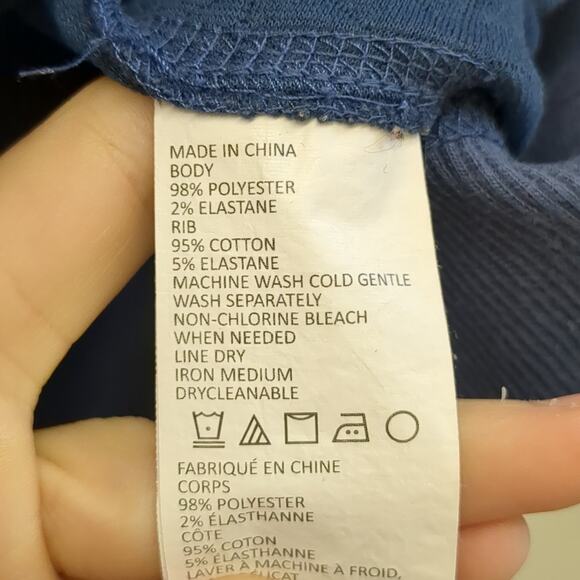 MADE IN CHINA
BODY
98% POLYESTER
2% ELASTANE
RIB
95% COTTON
5% ELASTANE
MACHINE WASH COLD GENTLE
WASH SEPARATELY
NON-CHLORINE BLEACH
WHEN NEEDED
LINE DRY
IRON MEDIUM
DRYCLEANABLE
FABRIQUÉ EN CHINE
CORPS
98% POLYESTER
2% ÉLASTHANNE
CÔTE
95% COTON
5% ÉLASTHANNE
LAVER À MACHINE À FROID,